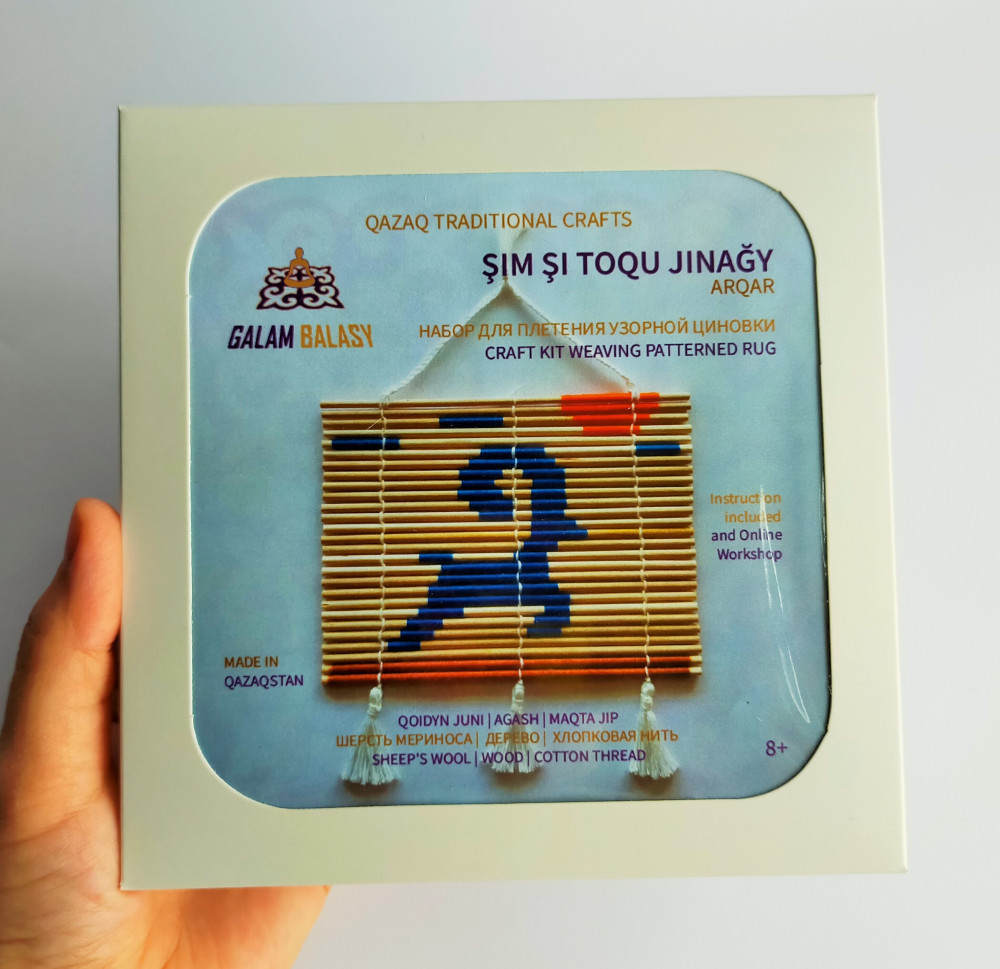 QAZAQ TRADITIONAL CRAFTS
ŞIM ŞI TOQU JINAĞY
ARQAR
GALAM BALASY
НАБОР ДЛЯ ПЛЕТЕНИЯ УЗОРНОЙ ЦИНОВКИ
CRAFT KIT WEAVING PATTERNED RUG
Instruction
included
and Online
Workshop
MADE IN
QAZAQSTAN
QOIDYN JUNI | AGASH | MAQTA JIP
ШЕРСТЬ МЕРИНОСА | ДЕРЕВО | ХЛОПКОВАЯ НИТЬ
SHEEP'S WOOL | WOOD | COTTON THREAD
8+